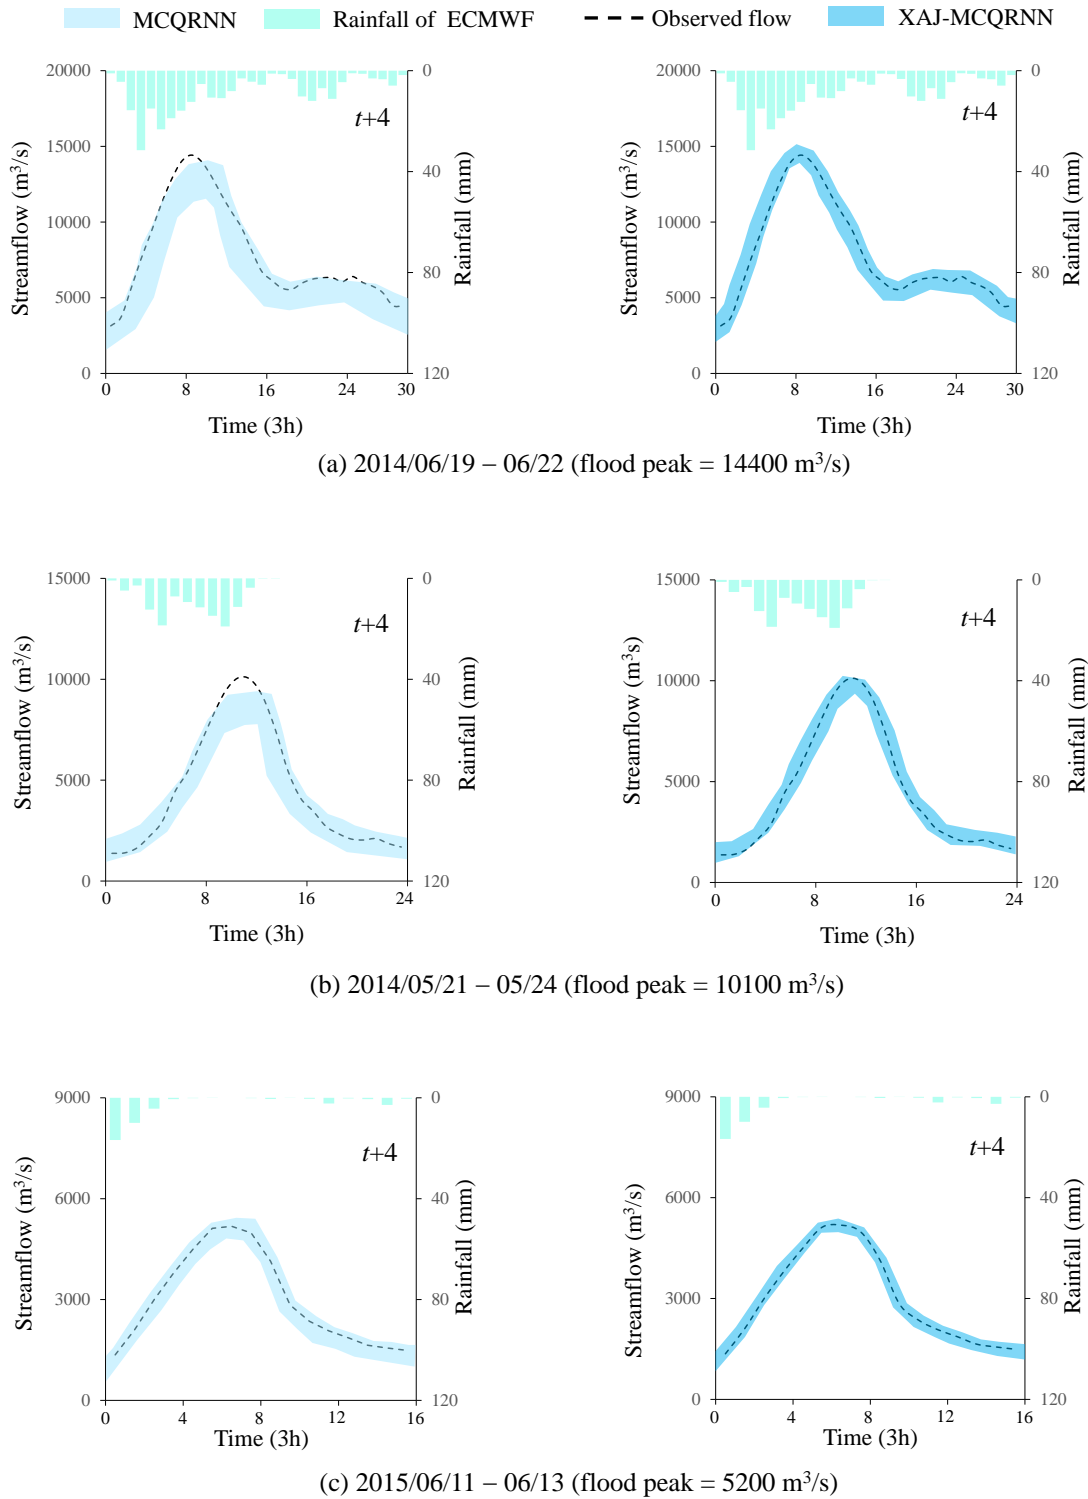 MCQRNN Rainfall of ECMWF Observed flow XAJ-MCQRNN
20000 0 20000 0
t+4 t+4
15000 15000
40 40
Streamflow (m³/s) Rainfall (mm) Streamflow (m³/s) Rainfall (mm)
10000 10000
80 80
5000 5000
0 120 0 120
0 8 16 24 30 0 8 16 24 30
Time (3h) Time (3h)
(a) 2014/06/19 – 06/22 (flood peak = 14400 m³/s)
15000 0 15000 0
t+4 t+4
10000 40 10000 40
Streamflow (m³/s) Rainfall (mm) Streamflow (m³s) Rainfall (mm)
5000 80 5000 80
0 120 0 120
0 8 16 24 0 8 16 24
Time (3h) Time (3h)
(b) 2014/05/21 – 05/24 (flood peak = 10100 m³/s)
9000 0 9000 0
t+4 t+4
6000 40 6000 40
Streamflow (m³/s) Rainfall (mm) Streamflow (m³/s) Rainfall (mm)
3000 80 3000 80
0 120 0 120
0 4 8 12 16 0 4 8 12 16
Time (3h) Time (3h)
(c) 2015/06/11 – 06/13 (flood peak = 5200 m³/s)